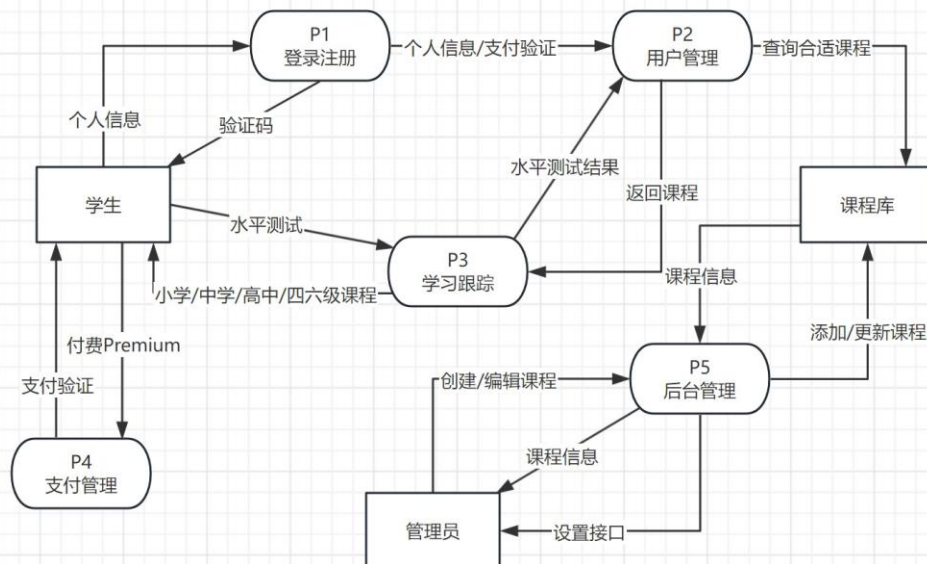 P1
登录注册
个人信息/支付验证
P2
用户管理
查询合适课程
个人信息
验证码
水平测试结果
返回课程
学生
课程库
水平测试
P3
学习跟踪
小学/中学/高中/四六级课程
课程信息
付费Premium
添加/更新课程
支付验证
创建/编辑课程
P5
后台管理
P4
支付管理
课程信息
管理员
设置接口